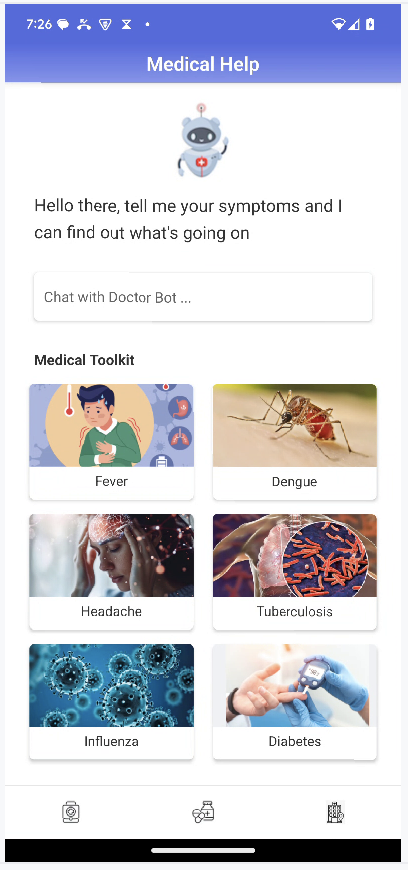 7:26
Medical Help
Hello there, tell me your symptoms and I
can find out what's going on
Chat with Doctor Bot ...
Medical Toolkit
Fever
Dengue
Headache
Tuberculosis
Influenza
Diabetes